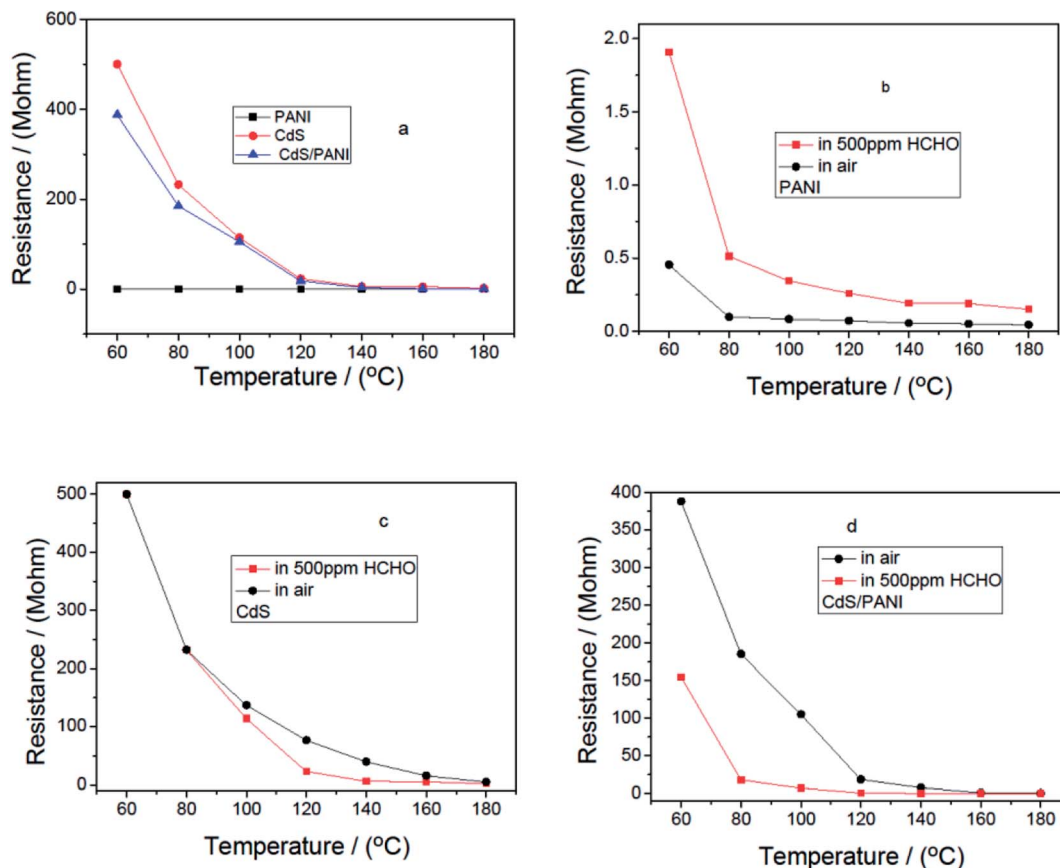 600
400
200
0
Resistance / (Mohm)
PANI
CdS
CdS/PANI
a
60 80 100 120 140 160 180
Temperature / (°C)
2.0
1.5
1.0
0.5
0.0
Resistance / (Mohm)
b
in 500ppm HCHO
in air
PANI
60 80 100 120 140 160 180
Temperature / (°C)
500
400
300
200
100
0
Resistance / (Mohm)
c
in 500ppm HCHO
in air
CdS
60 80 100 120 140 160 180
Temperature / (°C)
400
350
300
250
200
150
100
50
0
Resistance / (Mohm)
d
in air
in 500ppm HCHO
CdS/PANI
60 80 100 120 140 160 180
Temperature / (°C)